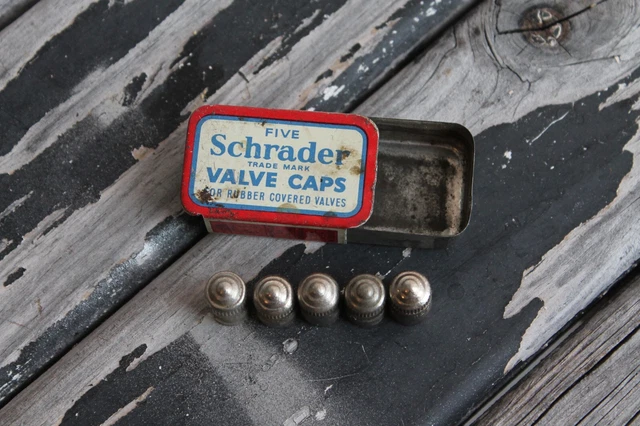 FIVE
Schrader
TRADE MARK
VALVE CAPS
FOR RUBBER COVERED VALVES